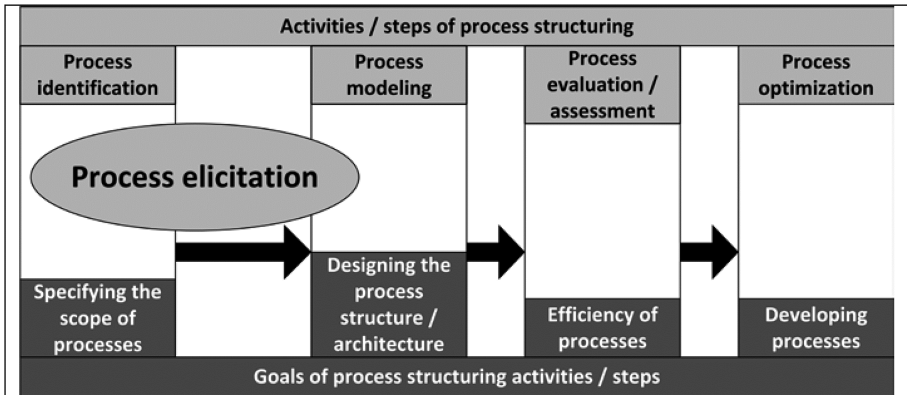 Activities / steps of process structuring
Process
identification
Process
modeling
Process
evaluation /
assessment
Process
optimization
Process elicitation
Specifying the
scope of
processes
Designing the
process
structure /
architecture
Efficiency of
processes
Developing
processes
Goals of process structuring activities / steps